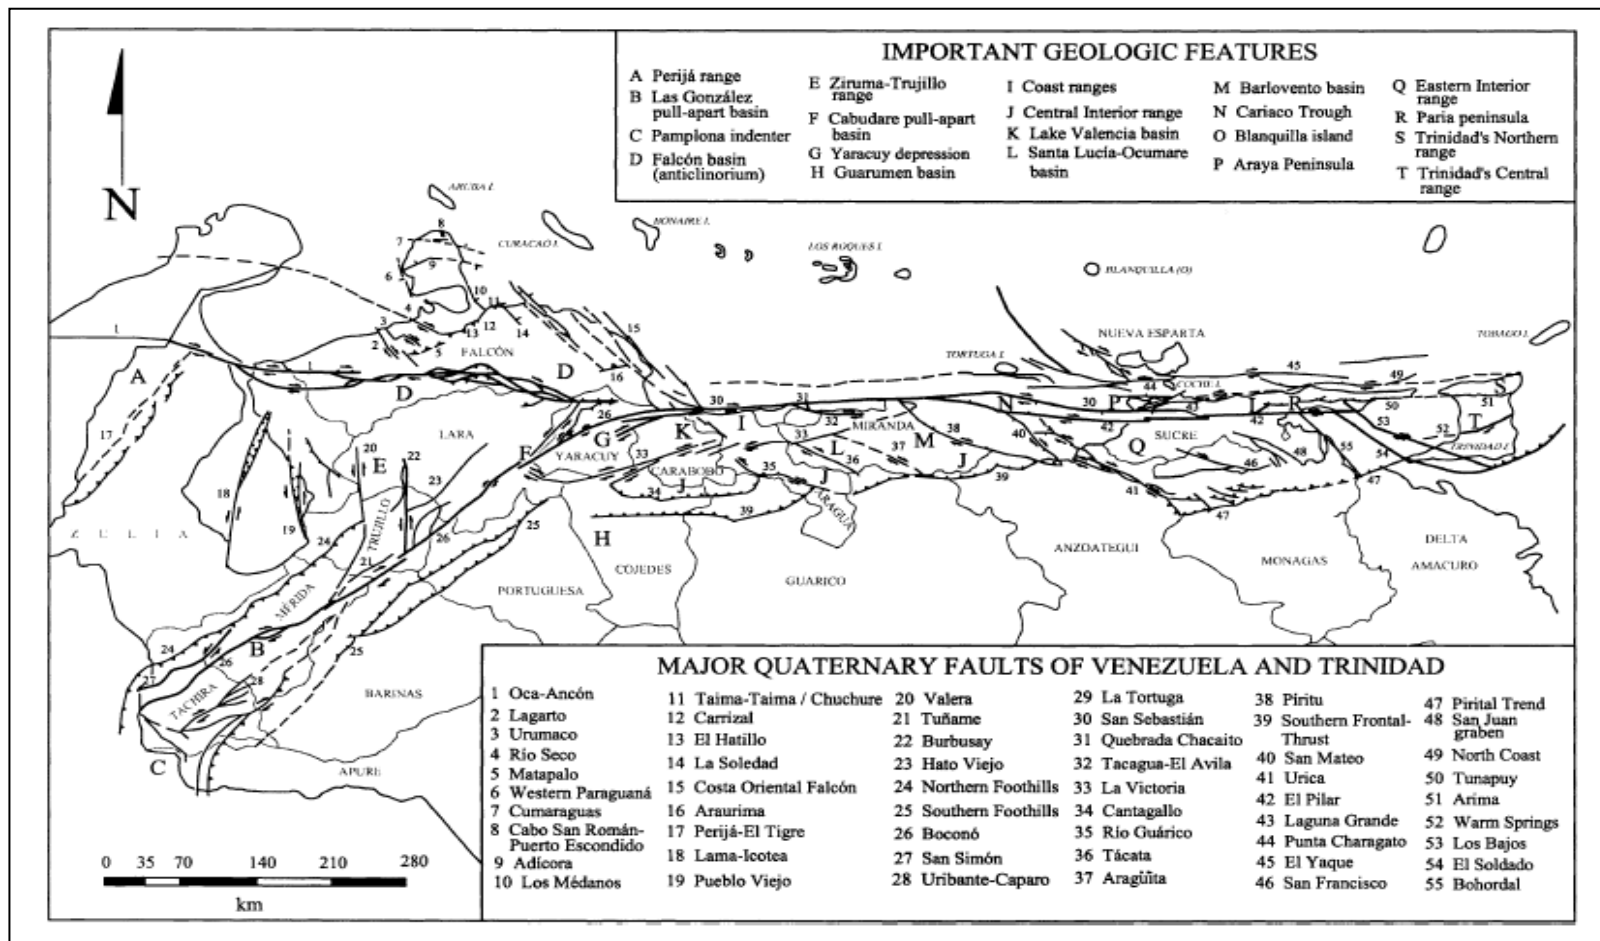 IMPORTANT GEOLOGIC FEATURES
A Perijá range
B Las González
pull-apart basin
C Pamplona indenter
D Falcón basin
(anticlinorium)
E Ziruma-Trujillo
range
F Cabudare pull-apart
basin
G Yaracuy depression
H Guarumen basin
I Coast ranges
J Central Interior range
K Lake Valencia basin
L Santa Lucía-Ocumare
basin
M Barlovento basin
N Cariaco Trough
O Blanquilla island
P Araya Peninsula
Q Eastern Interior
range
R Paria peninsula
S Trinidad's Northern
range
T Trinidad's Central
range
N
ARUBA I.
CURACAO I.
BONAIRE I.
LOS ROQUES I.
BLANQUILLA (O)
NUEVA ESPARTA
TORTUGA I.
COCHE I.
TOBAGO I.
TRINIDAD I.
FALCÓN
LARA
YARACUY
CARABOBO
MIRANDA
ARAGUA
SUCRE
ZULIA
TRUJILLO
MÉRIDA
TACHIRA
BARINAS
APURE
PORTUGUESA
COJEDES
GUARICO
ANZOATEGUI
MONAGAS
DELTA
AMACURO
MAJOR QUATERNARY FAULTS OF VENEZUELA AND TRINIDAD
1 Oca-Ancón
2 Lagarto
3 Urumaco
4 Río Seco
5 Matapalo
6 Western Paraguaná
7 Cumaraguas
8 Cabo San Román-
Puerto Escondido
9 Adícora
10 Los Médanos
11 Taima-Taima / Chuchure
12 Carrizal
13 El Hatillo
14 La Soledad
15 Costa Oriental Falcón
16 Araurima
17 Perijá-El Tigre
18 Lama-Icotea
19 Pueblo Viejo
20 Valera
21 Tuñame
22 Burbusay
23 Hato Viejo
24 Northern Foothills
25 Southern Foothills
26 Boconó
27 San Simón
28 Uribante-Caparo
29 La Tortuga
30 San Sebastián
31 Quebrada Chacaito
32 Tacagua-El Avila
33 La Victoria
34 Cantagallo
35 Río Guárico
36 Tácata
37 Aragüita
38 Píritu
39 Southern Frontal-
Thrust
40 San Mateo
41 Urica
42 El Pilar
43 Laguna Grande
44 Punta Charagato
45 El Yaque
46 San Francisco
47 Pirital Trend
48 San Juan
graben
49 North Coast
50 Tunapuy
51 Arima
52 Warm Springs
53 Los Bajos
54 El Soldado
55 Bohordal
0 35 70 140 210 280
km